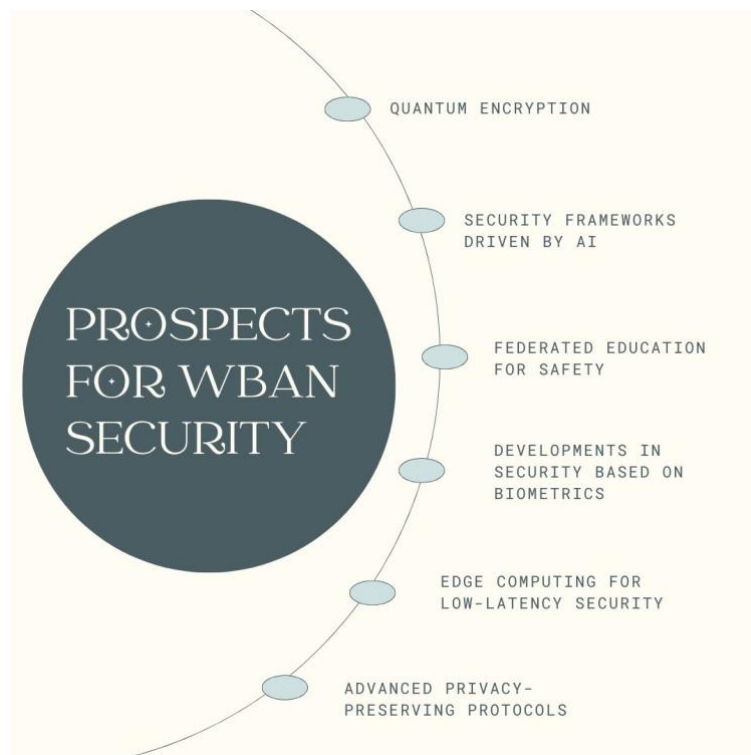 PROSPECTS
FOR WBAN
SECURITY
QUANTUM ENCRYPTION
SECURITY FRAMEWORKS
DRIVEN BY AI
FEDERATED EDUCATION
FOR SAFETY
DEVELOPMENTS IN
SECURITY BASED ON
BIOMETRICS
EDGE COMPUTING FOR
LOW-LATENCY SECURITY
ADVANCED PRIVACY-
PRESERVING PROTOCOLS